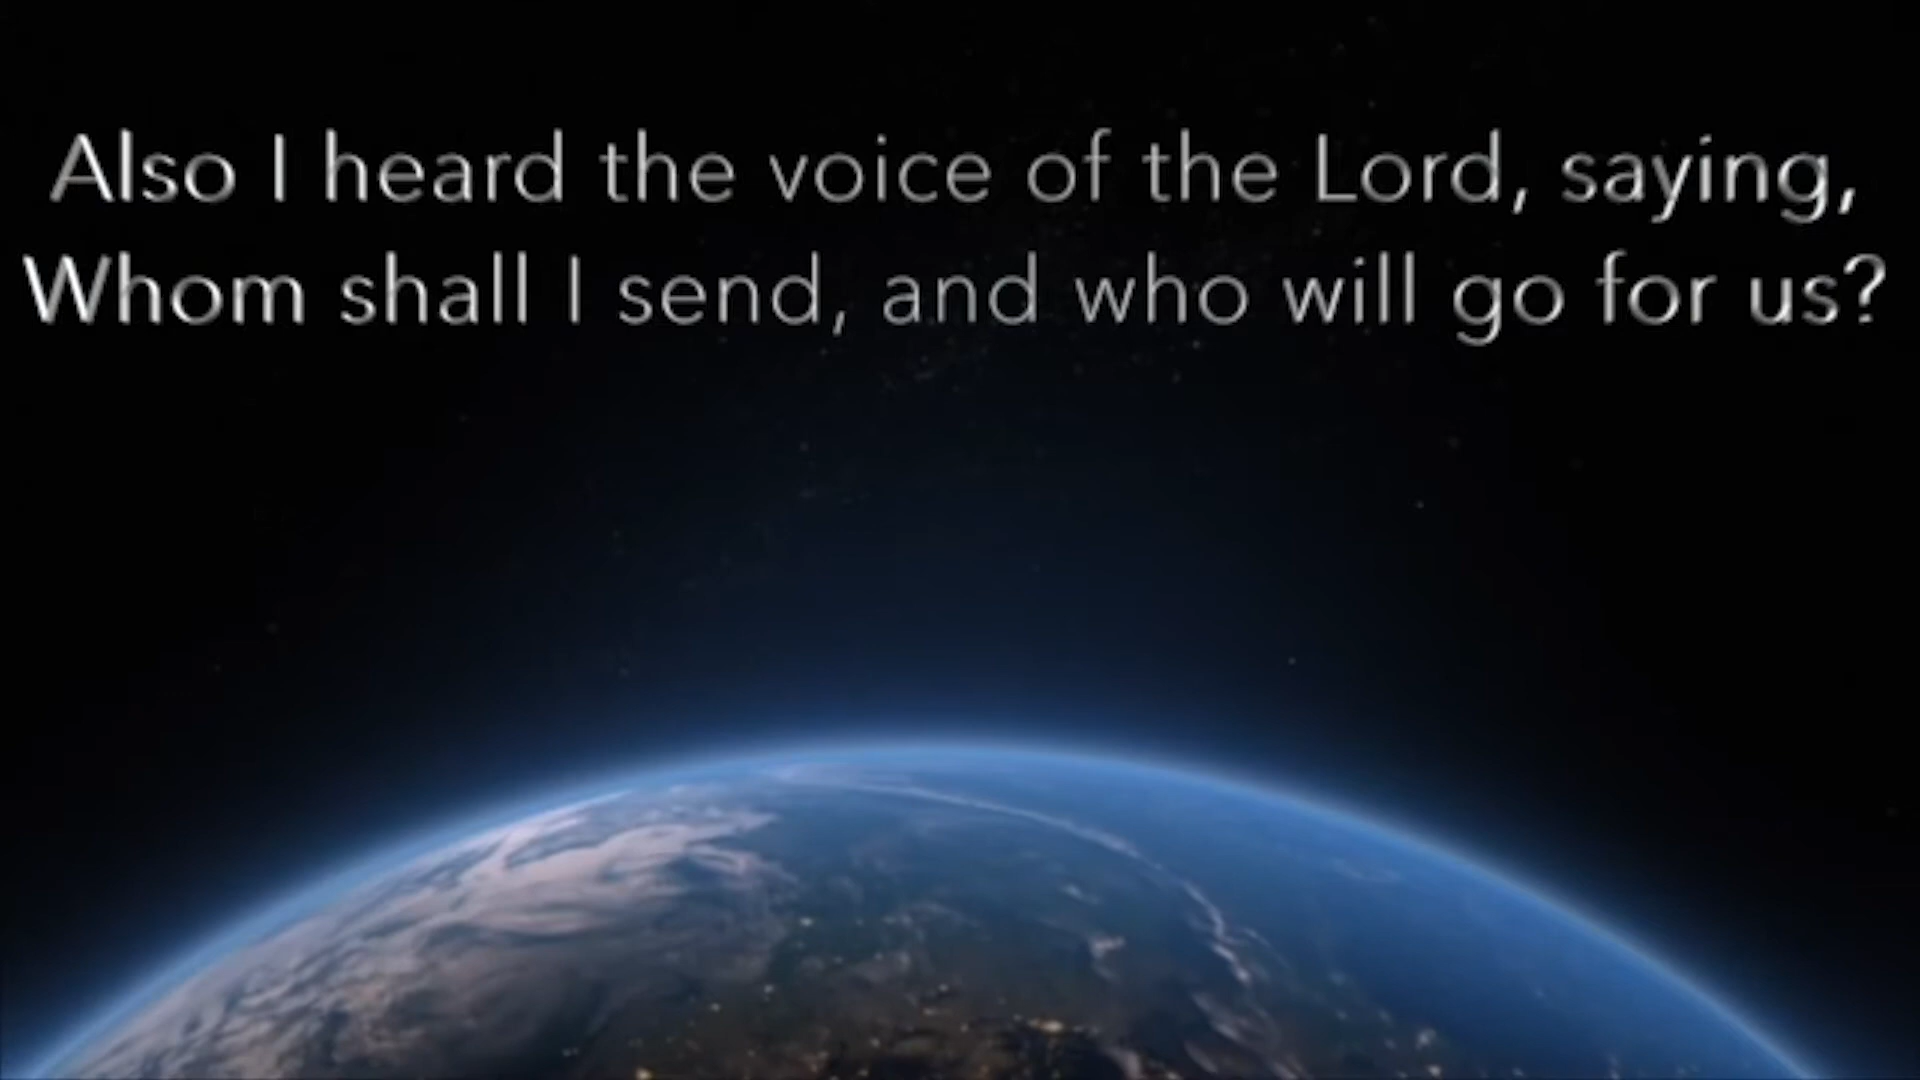 Also I heard the voice of the Lord, saying,
Whom shall I send, and who will go for us?